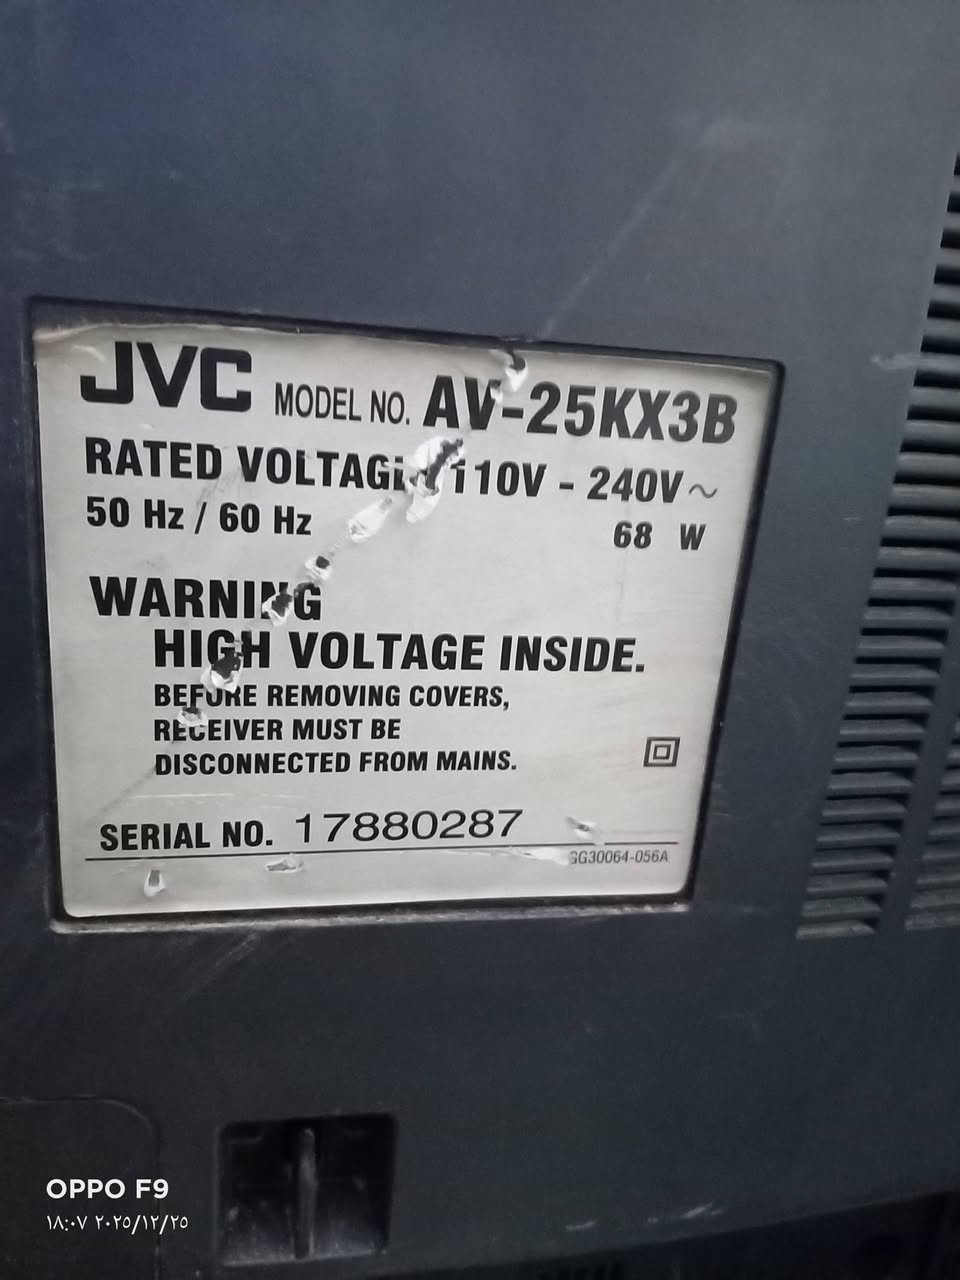 JVC MODEL NO. AV-25KX3B
RATED VOLTAGE 110V - 240V~
50 Hz / 60 Hz 68 W
WARNING
HIGH VOLTAGE INSIDE.
BEFORE REMOVING COVERS,
RECEIVER MUST BE
DISCONNECTED FROM MAINS.
SERIAL NO. 17880287
GG30064-056A
OPPO F9
١٨:٠٧ ٢٠٢٥/١٢/٢٥